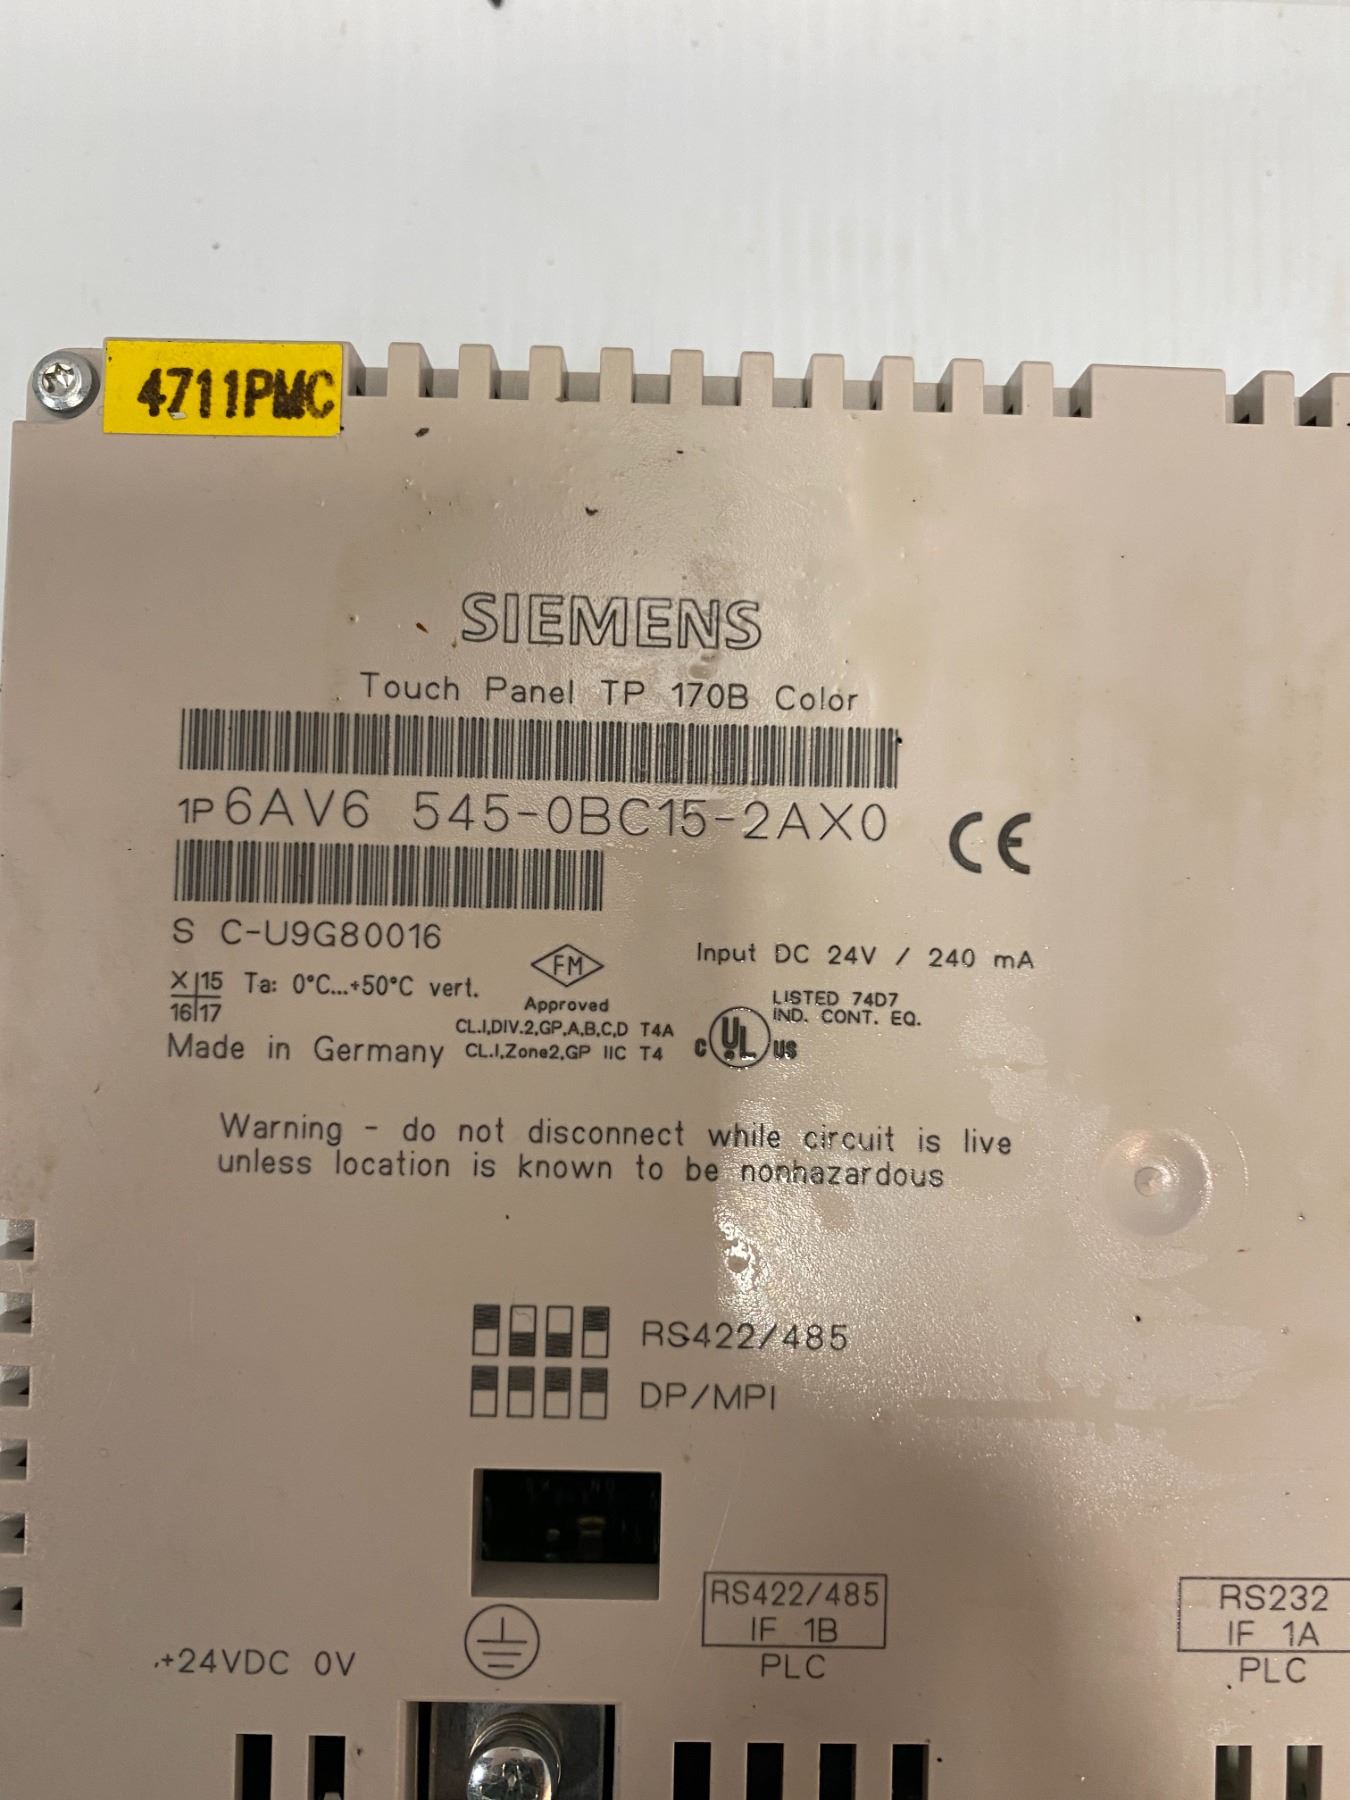 4711PMC
SIEMENS
Touch Panel TP 170B Color
1P 6AV6 545-0BC15-2AX0
CE
S C-U9G80016
Input DC 24V / 240 mA
FM
X 15
16 17
Ta: 0°C...+50°C vert.
Approved
CL.I,DIV.2,GP,A,B,C,D T4A
CL.I,Zone2,GP IIC T4
Made in Germany
LISTED 74D7
IND. CONT. EQ.
C UL US
Warning - do not disconnect while circuit is live
unless location is known to be nonhazardous
RS422/485
DP/MPI
RS422/485
IF 1B
PLC
RS232
IF 1A
PLC
+24VDC 0V